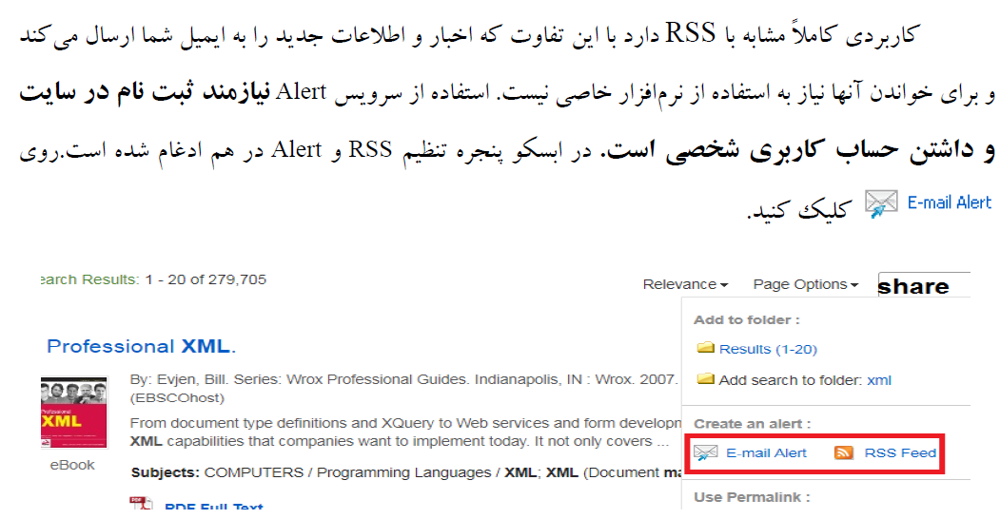 کاربردی کاملاً مشابه با RSS دارد با این تفاوت که اخبار و اطلاعات جدید را به ایمیل شما ارسال می‌کند
و برای خواندن آنها نیاز به استفاده از نرم‌افزار خاصی نیست. استفاده از سرویس Alert نیازمند ثبت نام در سایت
و داشتن حساب کاربری شخصی است. در ابسکو پنجره تنظیم RSS و Alert در هم ادغام شده است.روی
E-mail Alert کلیک کنید.
earch Results: 1 - 20 of 279,705
Relevance Page Options share
Add to folder :
Results (1-20)
Add search to folder: xml
Create an alert :
E-mail Alert RSS Feed
Use Permalink :
Professional XML.
By: Evjen, Bill. Series: Wrox Professional Guides. Indianapolis, IN : Wrox. 2007.
(EBSCOhost)
From document type definitions and XQuery to Web services and form developm
XML capabilities that companies want to implement today. It not only covers ...
Subjects: COMPUTERS / Programming Languages / XML; XML (Document ma
Professional
XML
eBook
PDF
PDF Full Text